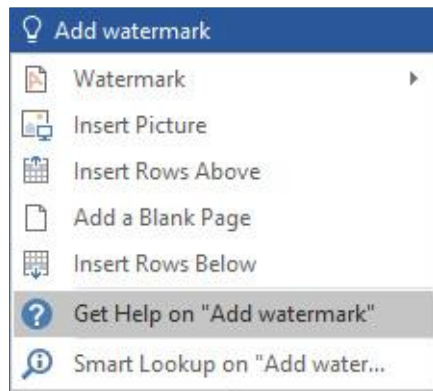 Add watermark
Watermark
Insert Picture
Insert Rows Above
Add a Blank Page
Insert Rows Below
Get Help on "Add watermark"
Smart Lookup on "Add water...